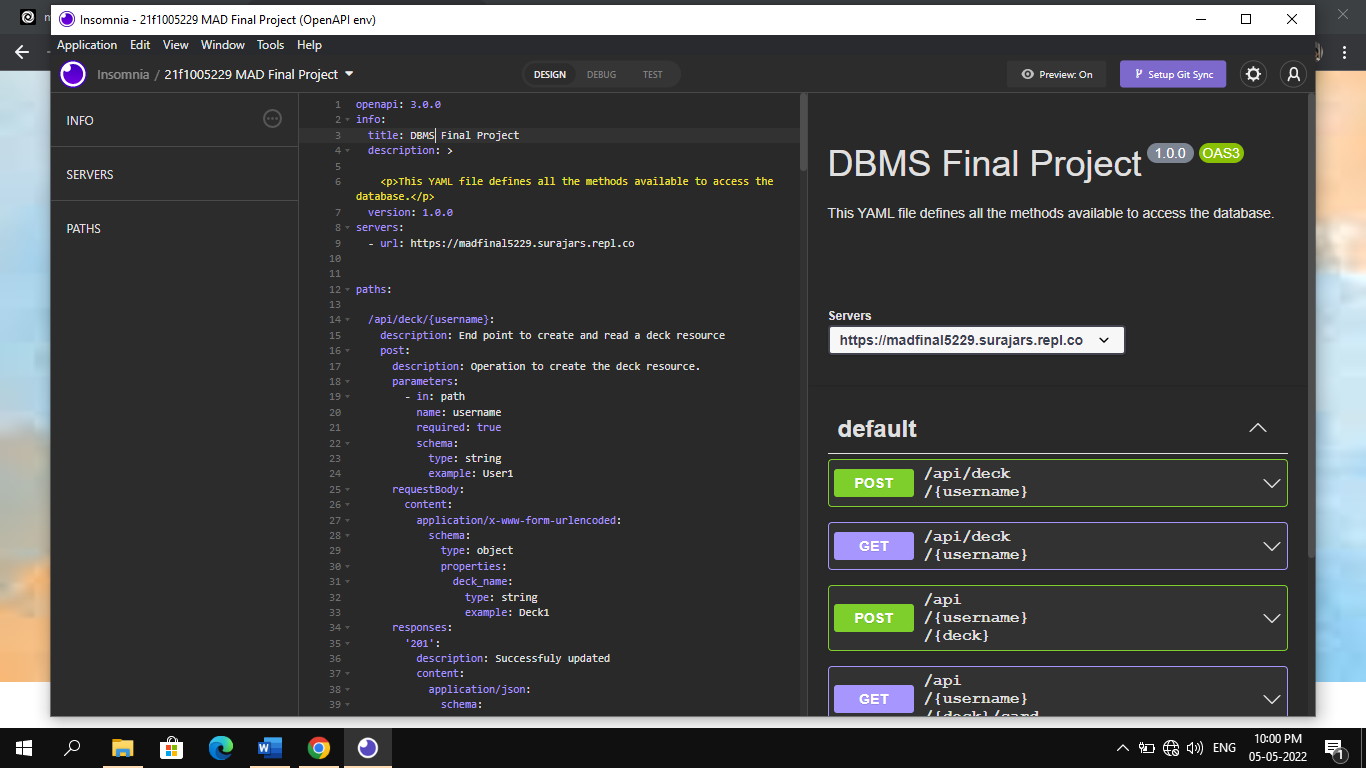 Insomnia - 21f1005229 MAD Final Project (OpenAPI env)
Application Edit View Window Tools Help
Insomnia / 21f1005229 MAD Final Project
DESIGN DEBUG TEST
Preview: On
Setup Git Sync
INFO
SERVERS
PATHS
1 openapi: 3.0.0
2 info:
3 title: DBMS Final Project
4 description: >
5
6 <p>This YAML file defines all the methods available to access the
database.</p>
7 version: 1.0.0
8 servers:
9 - url: https://madfinal5229.surajars.repl.co
10
11
12 paths:
13
14 /api/deck/{username}:
15 description: End point to create and read a deck resource
16 post:
17 description: Operation to create the deck resource.
18 parameters:
19 - in: path
20 name: username
21 required: true
22 schema:
23 type: string
24 example: User1
25 requestBody:
26 content:
27 application/x-www-form-urlencoded:
28 schema:
29 type: object
30 properties:
31 deck_name:
32 type: string
33 example: Deck1
34 responses:
35 '201':
36 description: Successfuly updated
37 content:
38 application/json:
39 schema:
DBMS Final Project 1.0.0 OAS3
This YAML file defines all the methods available to access the database.
Servers
https://madfinal5229.surajars.repl.co
default
POST /api/deck
/{username}
GET /api/deck
/{username}
POST /api
/{username}
/{deck}
GET /api
/{username}
/{deck}/card
ENG
10:00 PM
05-05-2022
1